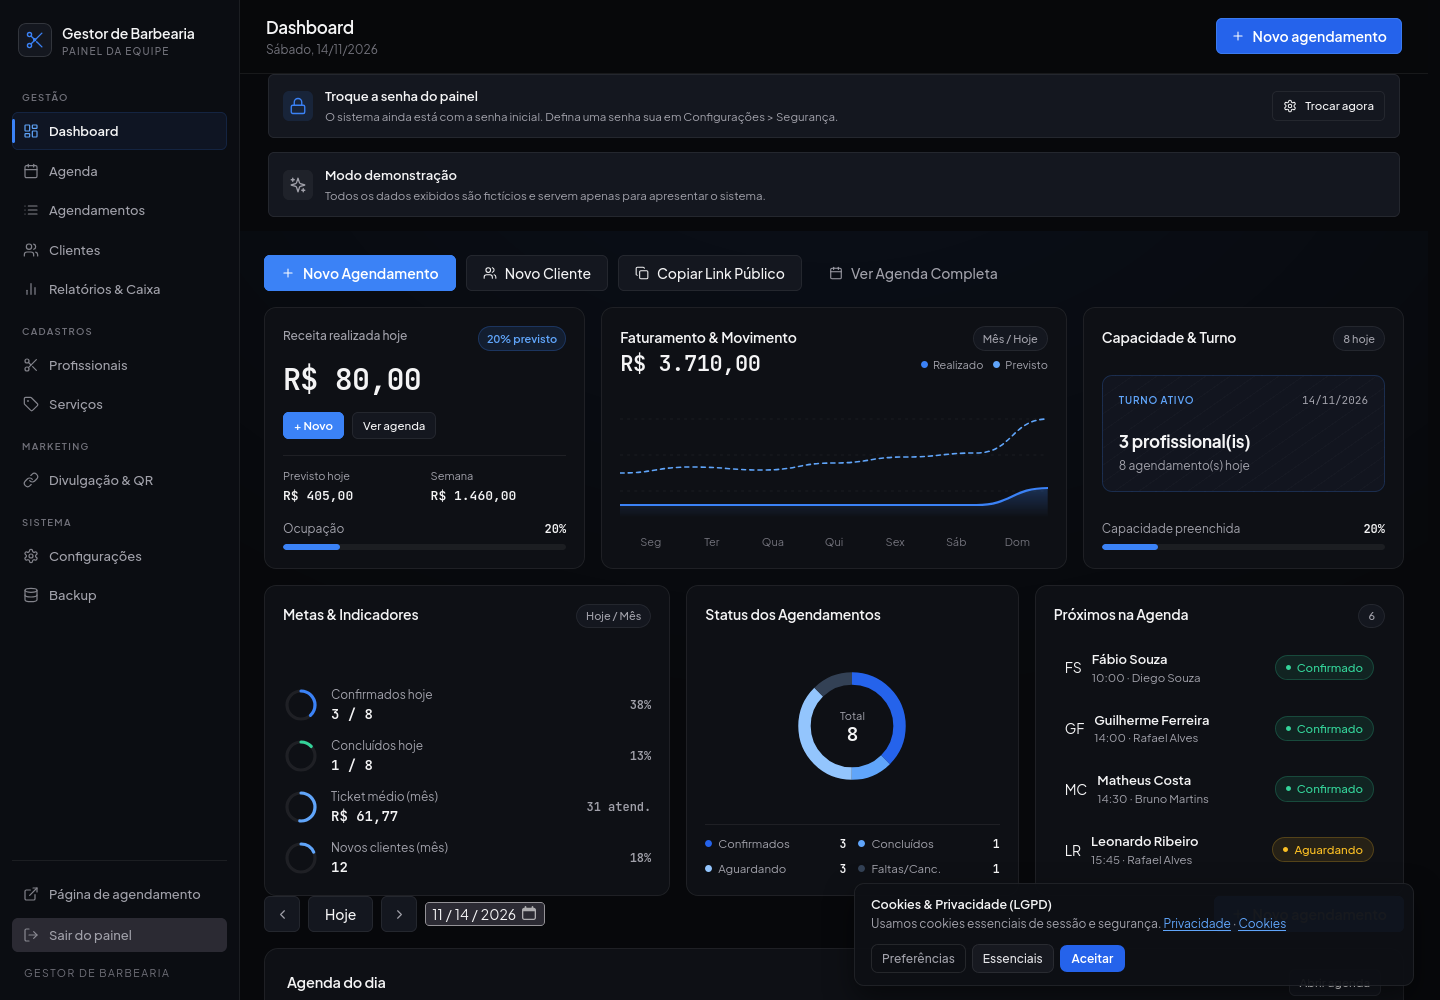 Gestor de Barbearia
PAINEL DA EQUIPE
GESTÃO
Dashboard
Agenda
Agendamentos
Clientes
Relatórios & Caixa
CADASTROS
Profissionais
Serviços
MARKETING
Divulgação & QR
SISTEMA
Configurações
Backup
Página de agendamento
Sair do painel
GESTOR DE BARBEARIA
Dashboard
Sábado, 14/11/2026
Novo agendamento
Troque a senha do painel
O sistema ainda está com a senha inicial. Defina uma senha sua em Configurações > Segurança.
Trocar agora
Modo demonstração
Todos os dados exibidos são fictícios e servem apenas para apresentar o sistema.
Novo Agendamento
Novo Cliente
Copiar Link Público
Ver Agenda Completa
Receita realizada hoje
20% previsto
R$ 80,00
+ Novo
Ver agenda
Previsto hoje
R$ 405,00
Semana
R$ 1.460,00
Ocupação
20%
Faturamento & Movimento
Mês / Hoje
R$ 3.710,00
Realizado
Previsto
Seg Ter Qua Qui Sex Sáb Dom
Capacidade & Turno
8 hoje
TURNO ATIVO
14/11/2026
3 profissional(is)
8 agendamento(s) hoje
Capacidade preenchida
20%
Metas & Indicadores
Hoje / Mês
Confirmados hoje
3 / 8
38%
Concluídos hoje
1 / 8
13%
Ticket médio (mês)
R$ 61,77
31 atend.
Novos clientes (mês)
12
18%
Status dos Agendamentos
Total
8
Confirmados 3
Concluídos 1
Aguardando 3
Faltas/Canc. 1
Próximos na Agenda
6
FS
Fábio Souza
10:00 · Diego Souza
Confirmado
GF
Guilherme Ferreira
14:00 · Rafael Alves
Confirmado
MC
Matheus Costa
14:30 · Bruno Martins
Confirmado
LR
Leonardo Ribeiro
15:45 · Rafael Alves
Aguardando
Hoje
11 / 14 / 2026
Agenda do dia
Cookies & Privacidade (LGPD)
Usamos cookies essenciais de sessão e segurança. Privacidade · Cookies
Preferências
Essenciais
Aceitar